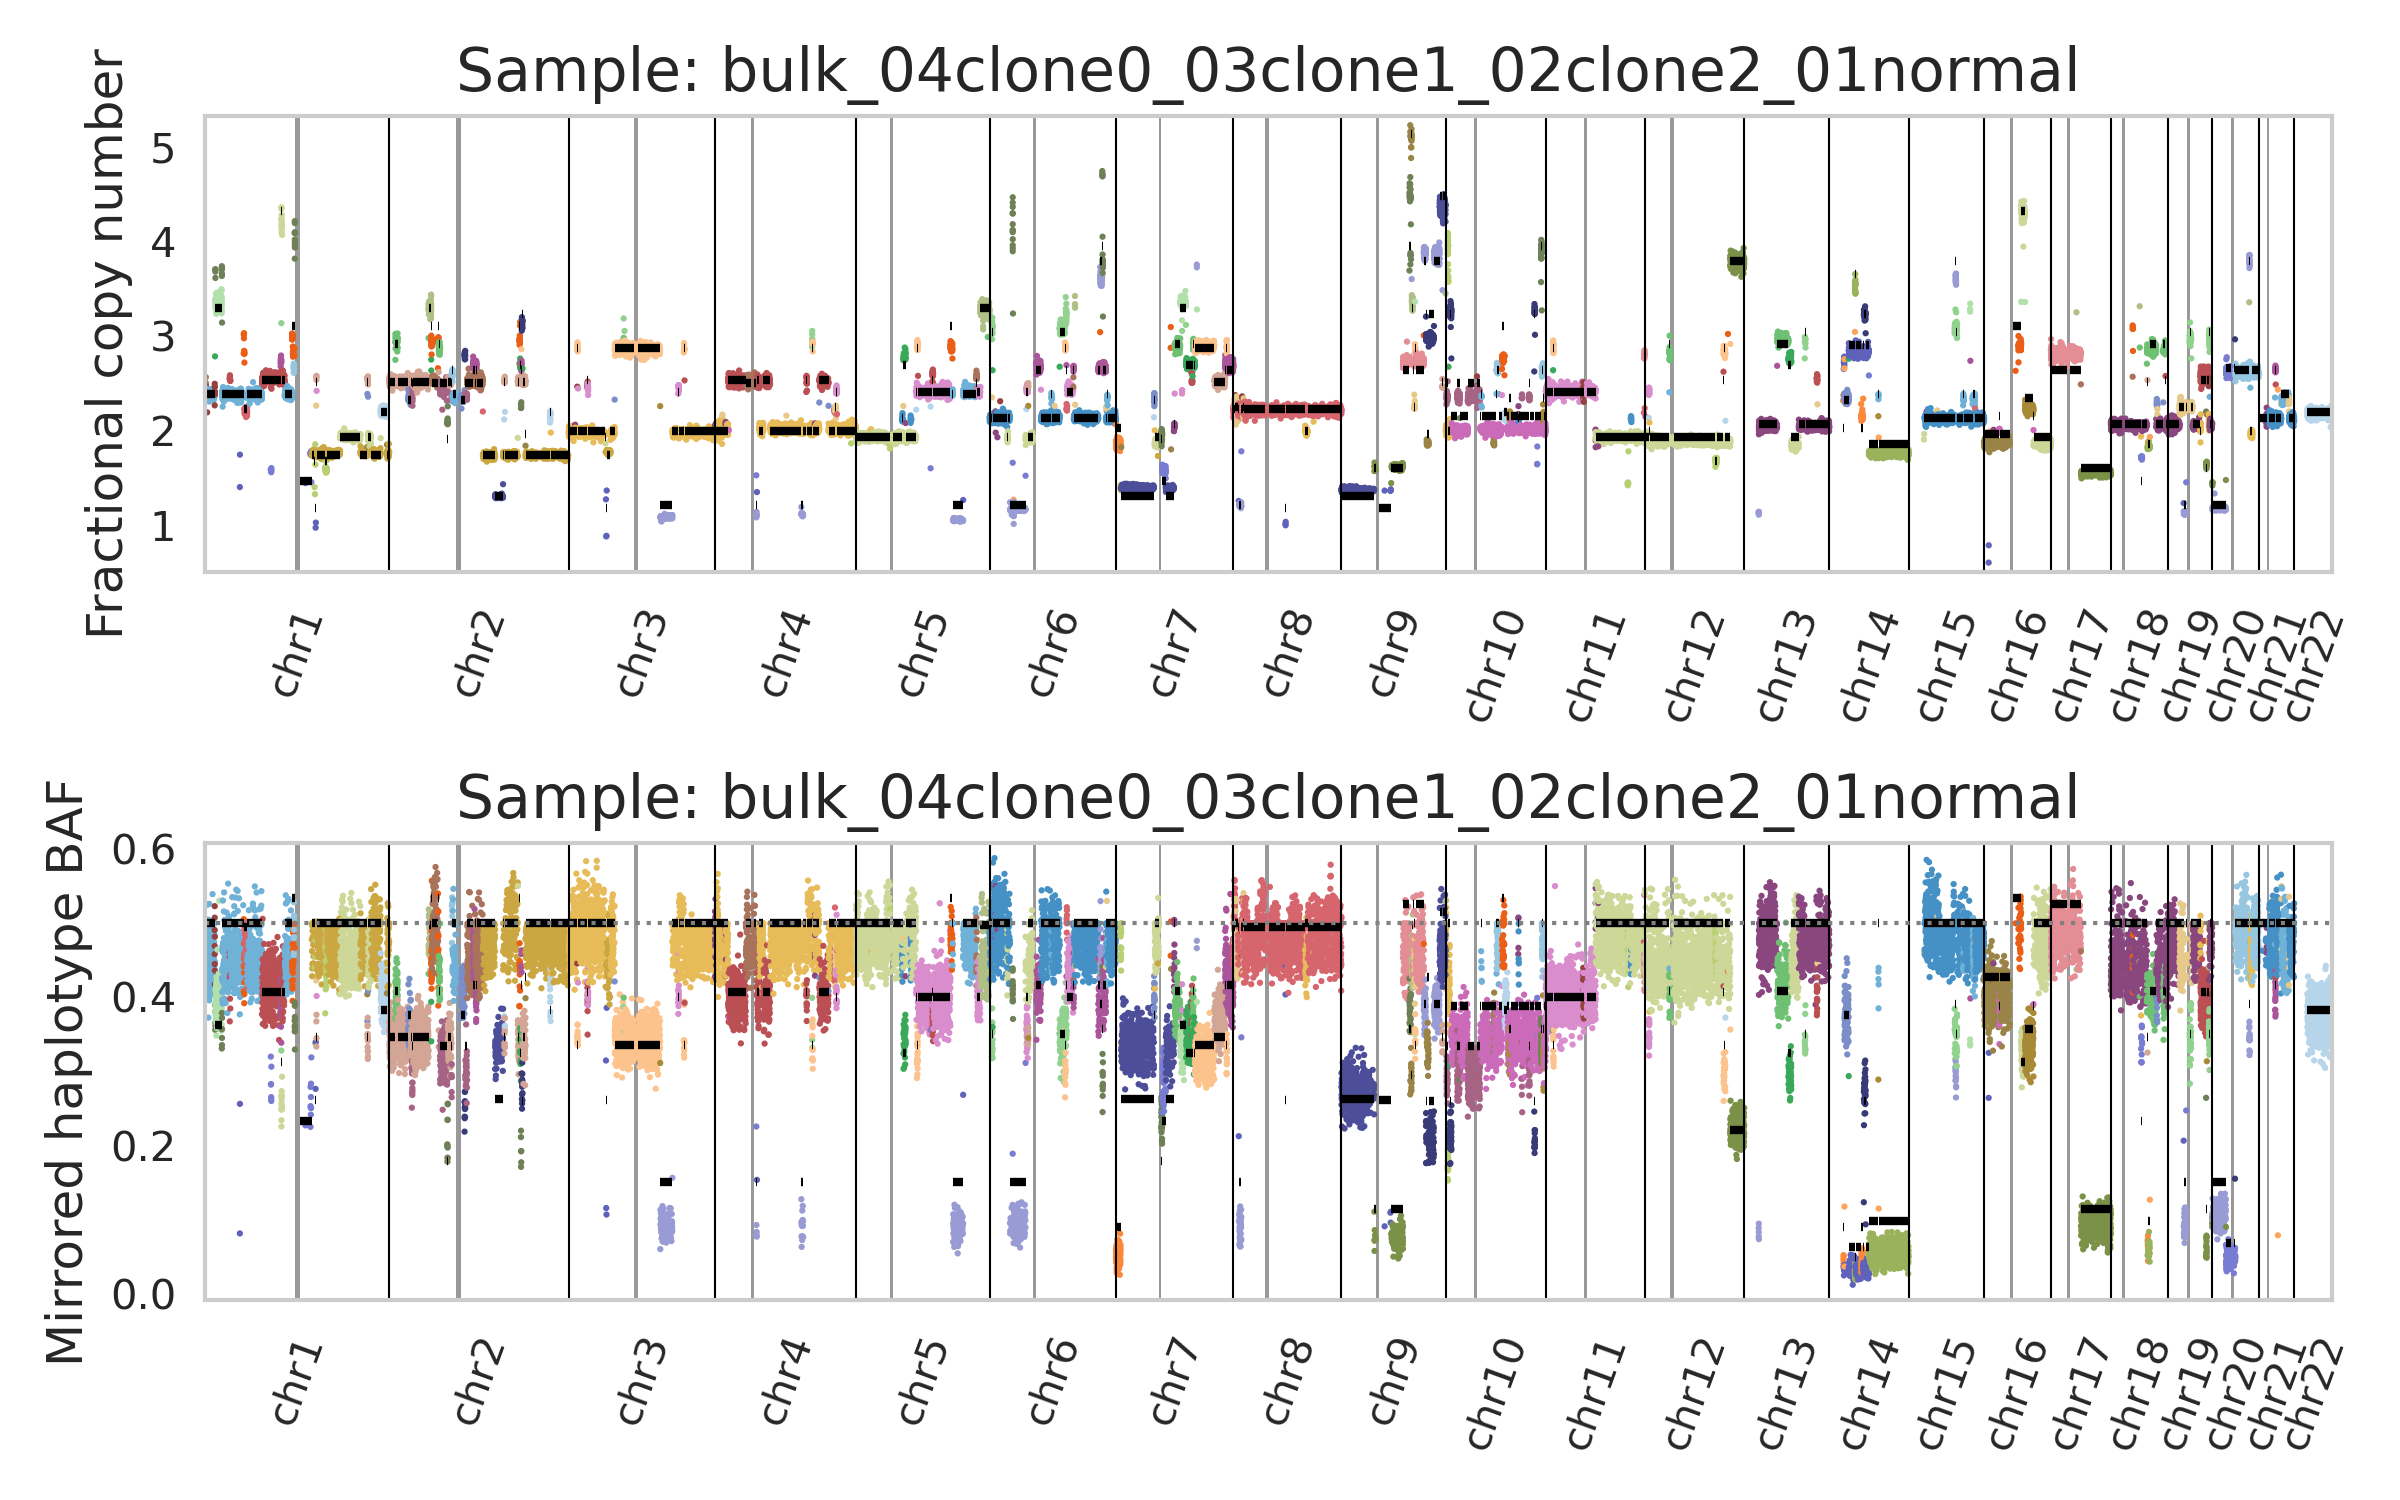 Sample: bulk_04clone0_03clone1_02clone2_01normal
Fractional copy number
5
4
3
2
1
chr1
chr2
chr3
chr4
chr5
chr6
chr7
chr8
chr9
chr10
chr11
chr12
chr13
chr14
chr15
chr16
chr17
chr18
chr19
chr20
chr21
chr22
Sample: bulk_04clone0_03clone1_02clone2_01normal
Mirrored haplotype BAF
0.6
0.4
0.2
0.0
chr1
chr2
chr3
chr4
chr5
chr6
chr7
chr8
chr9
chr10
chr11
chr12
chr13
chr14
chr15
chr16
chr17
chr18
chr19
chr20
chr21
chr22